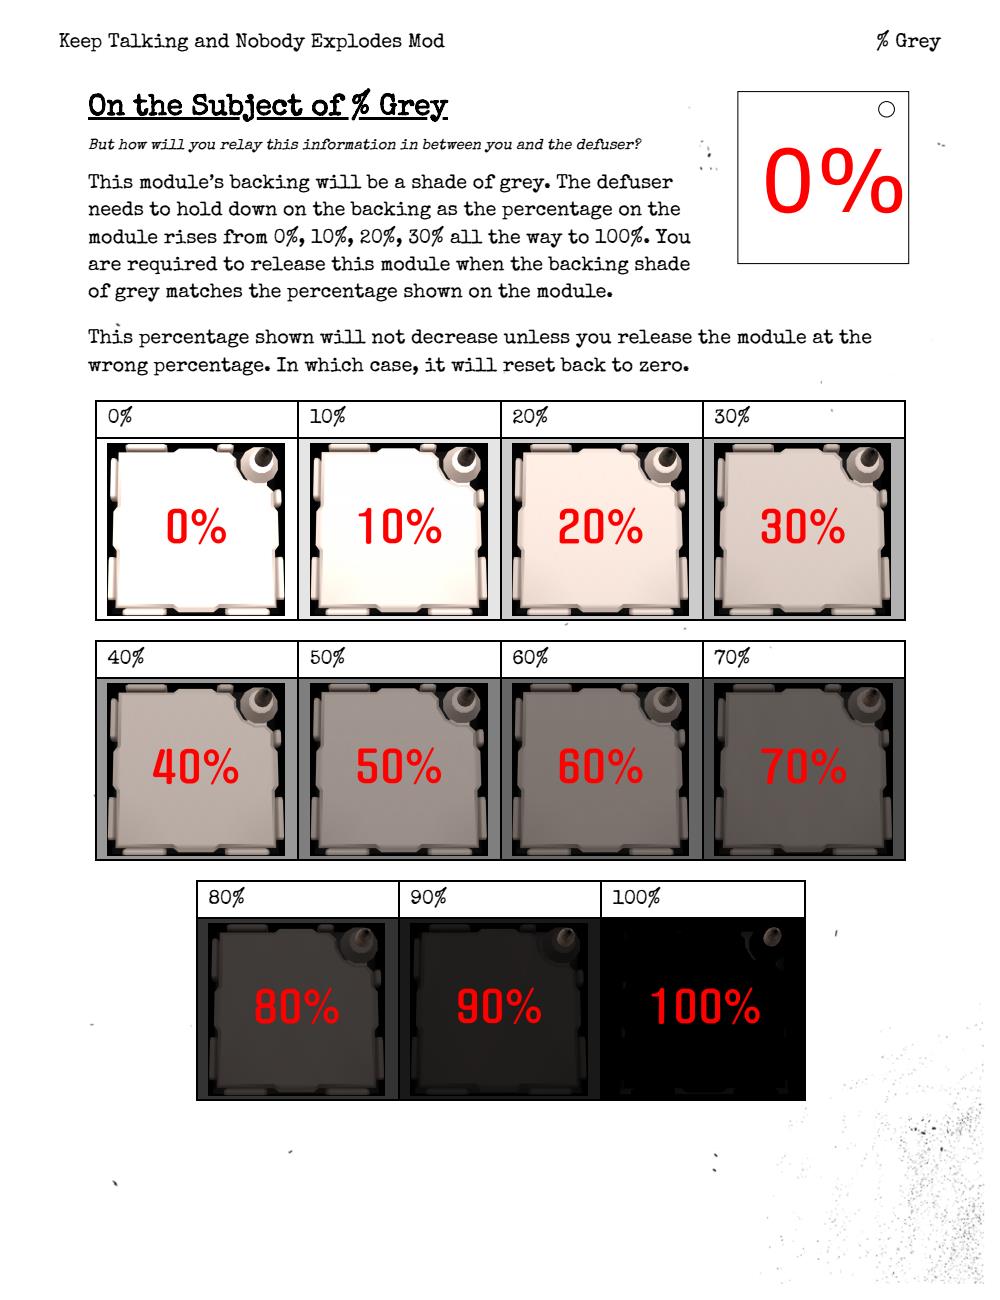 Keep Talking and Nobody Explodes Mod
% Grey
On the Subject of % Grey
0%
But how will you relay this information in between you and the defuser?
This module's backing will be a shade of grey. The defuser
needs to hold down on the backing as the percentage on the
module rises from 0%, 10%, 20%, 30% all the way to 100%. You
are required to release this module when the backing shade
of grey matches the percentage shown on the module.
This percentage shown will not decrease unless you release the module at the
wrong percentage. In which case, it will reset back to zero.
0% 10% 20% 30%
0% 10% 20% 30%
40% 50% 60% 70%
40% 50% 60% 70%
80% 90% 100%
80% 90% 100%